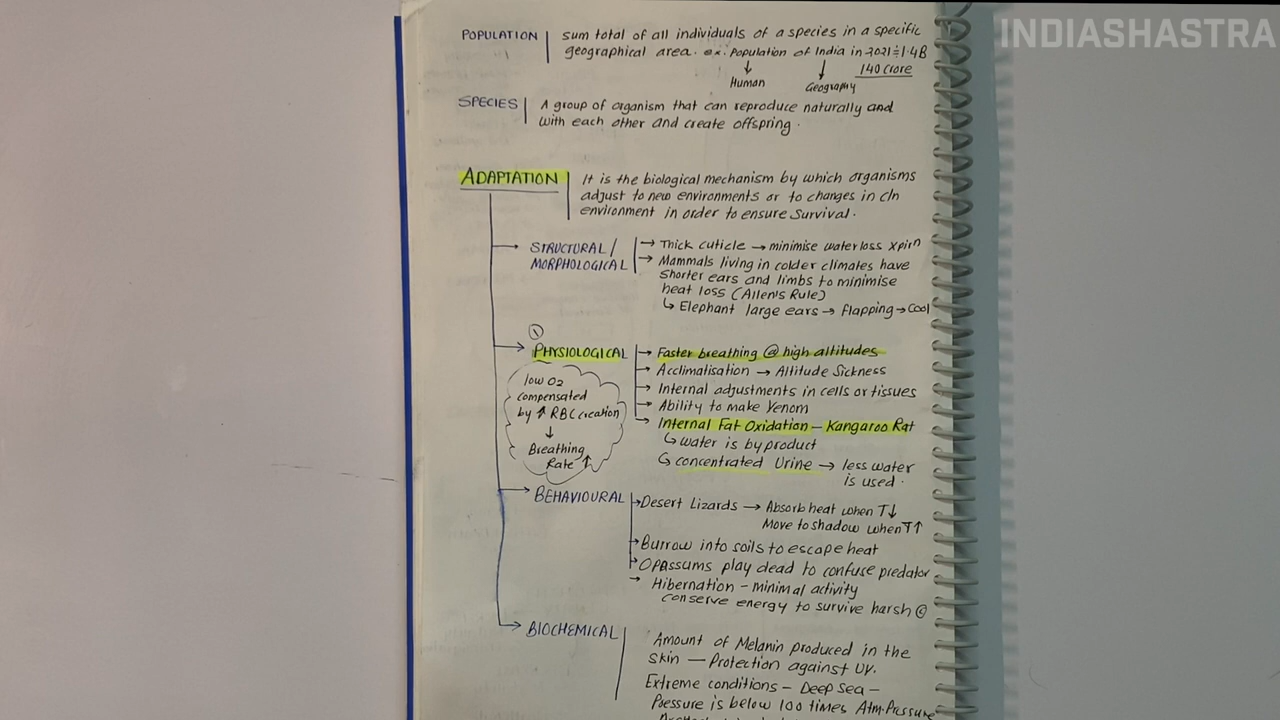 INDIASHASTRA
POPULATION
sum total of all individuals of a species in a specific
geographical area. ex: Population of India in 2021 ≐ 1.4B
Human
Geography
140 Crore
SPECIES
A group of organism that can reproduce naturally and
with each other and create offspring.
ADAPTATION
It is the biological mechanism by which organisms
adjust to new environments or to changes in c/n
environment in order to ensure survival.
STRUCTURAL/
MORPHOLOGICAL
→ Thick cuticle → minimise water loss xpirn
→ Mammals living in colder climates have
shorter ears and limbs to minimise
heat loss (Allen's Rule)
↳ Elephant large ears → flapping → Cool
①
PHYSIOLOGICAL
→ Faster breathing @ high altitudes
→ Acclimalisation → Altitude Sickness
→ Internal adjustments in cells or tissues
→ Ability to make Venom
→ Internal Fat Oxidation – Kangaroo Rat
↳ water is by product
↳ concentrated Urine → less water
is used.
low O2
compensated
by ↑ RBC creation
↓
Breathing
Rate ↑
BEHAVIOURAL
→ Desert Lizards → Absorb heat when T↓
Move to shadow when T↑
→ Burrow into soils to escape heat
→ Opassums play dead to confuse predator
→ Hibernation – minimal activity
conserve energy to survive harsh ©
BIOCHEMICAL
Amount of Melanin produced in the
skin — Protection against UV.
Extreme conditions – Deep sea –
Pressure is below 100 times Atm. Pressure